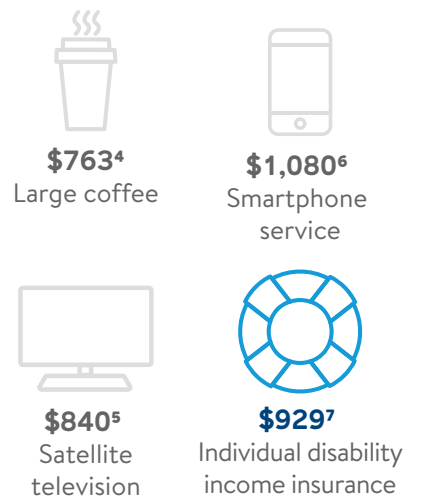 $763⁴
Large coffee
$1,080⁶
Smartphone
service
$840⁵
Satellite
television
$929⁷
Individual disability
income insurance